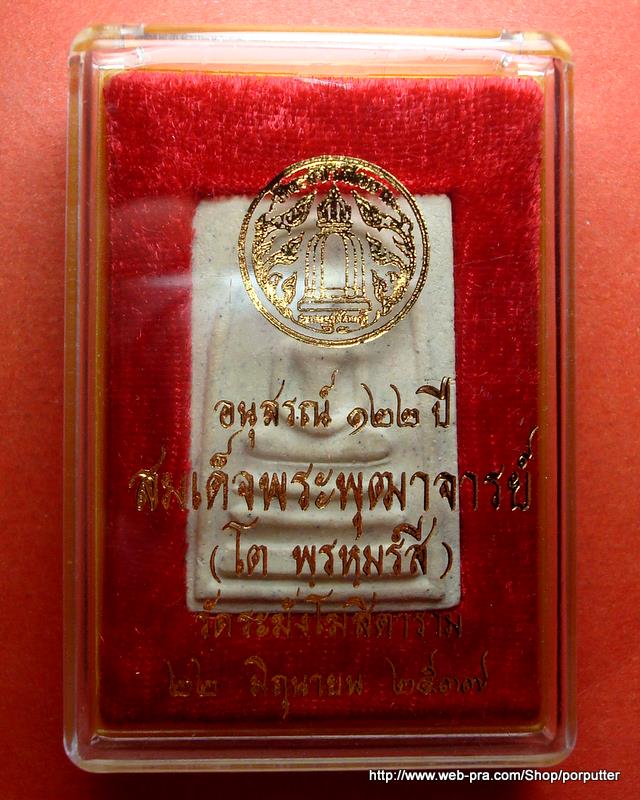 อนุสรณ์ ๑๒๒ ปี
สมเด็จพระพุฒาจารย์
( โต พฺรหฺมรํสี )
วัดระฆังโฆสิตาราม
๒๒ มิถุนายน ๒๕๓๗
http://www.web-pra.com/Shop/porputter